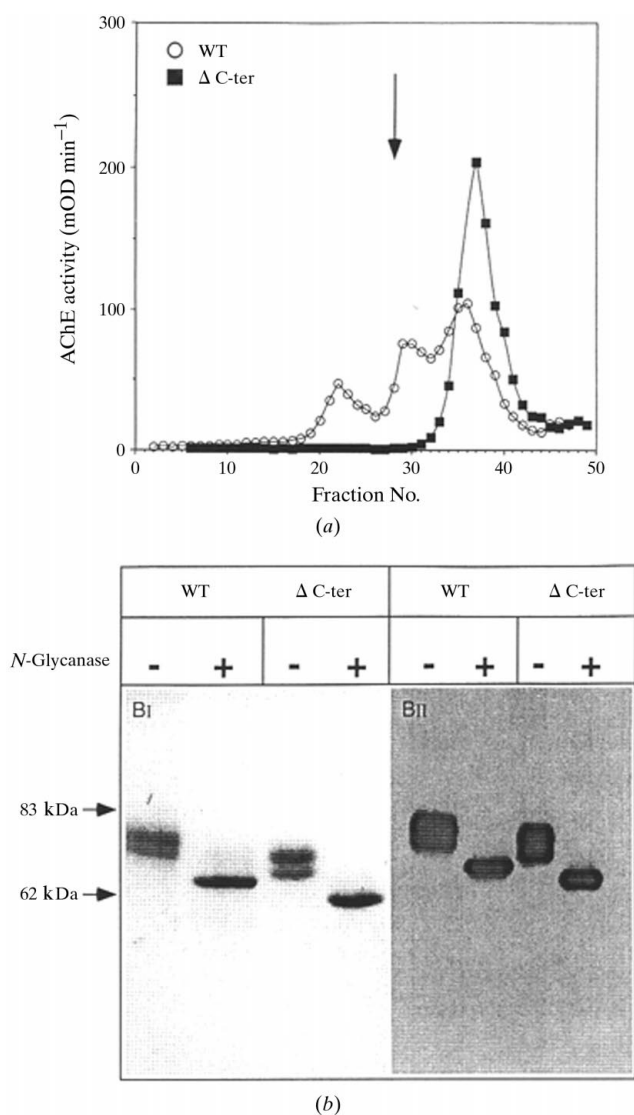 300
WT
Δ C-ter
200
100
0
0 10 20 30 40 50
AChE activity (mOD min⁻¹)
Fraction No.
(a)
WT Δ C-ter WT Δ C-ter
N-Glycanase - + - + - + - +
BI BII
83 kDa
62 kDa
(b)